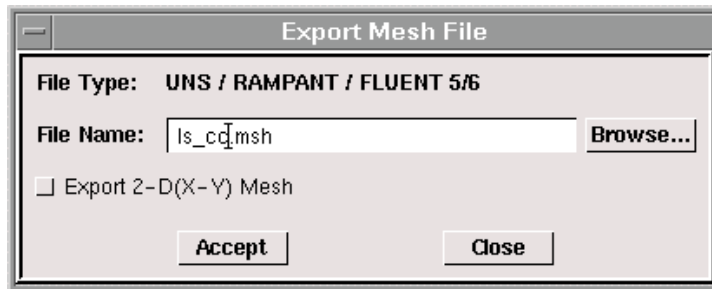 Export Mesh File
File Type: UNS / RAMPANT / FLUENT 5/6
File Name: ls_cc.msh Browse...
Export 2-D(X-Y) Mesh
Accept Close